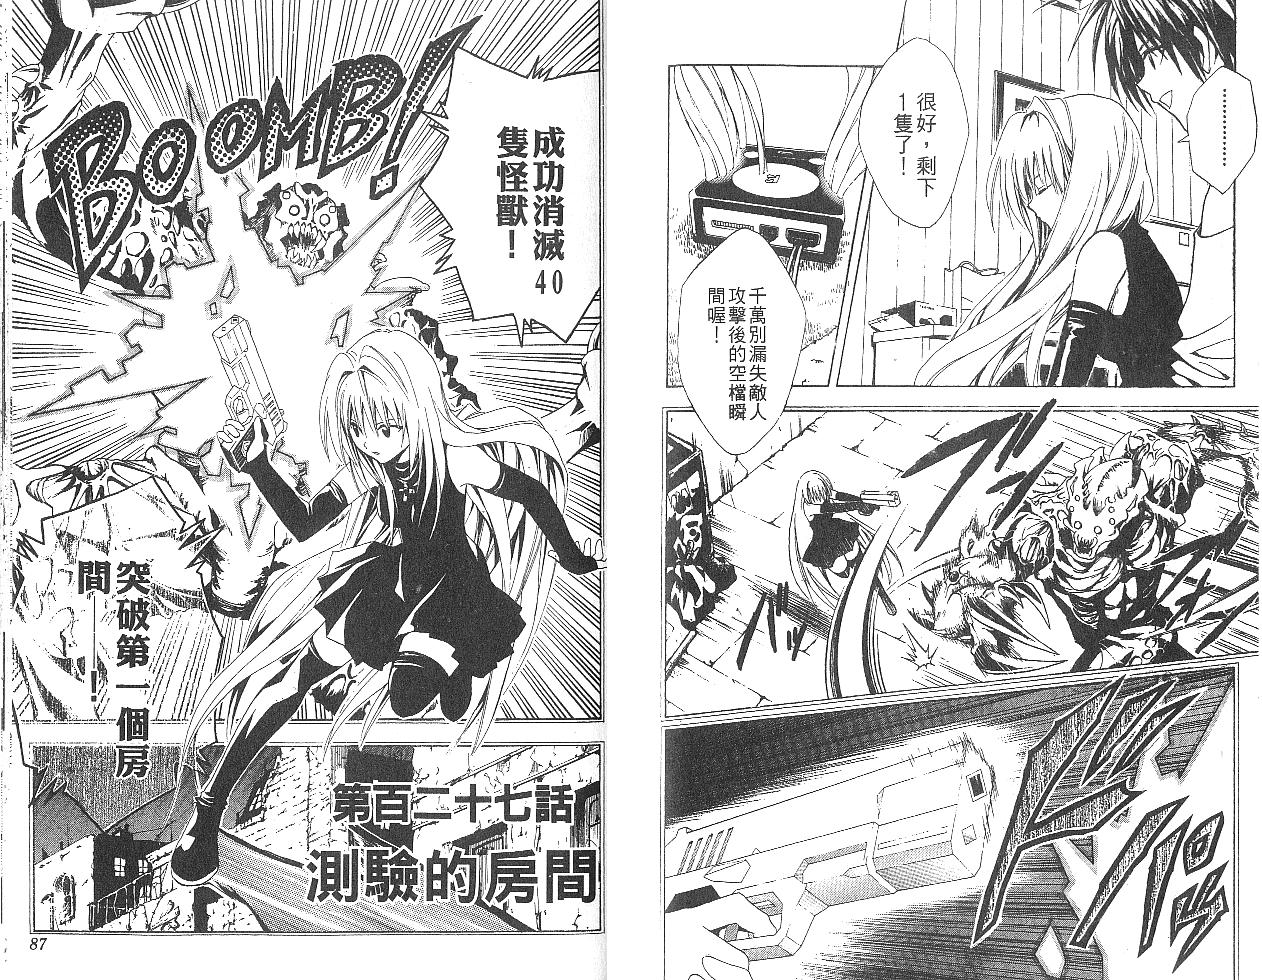 ………
很好，剩下
1隻了！
千萬別漏失敵人
攻擊後的空檔瞬
間喔！
BOOMB!
成功消滅40
隻怪獸！
突破第一個房
間——！
第百二十七話
測驗的房間
87